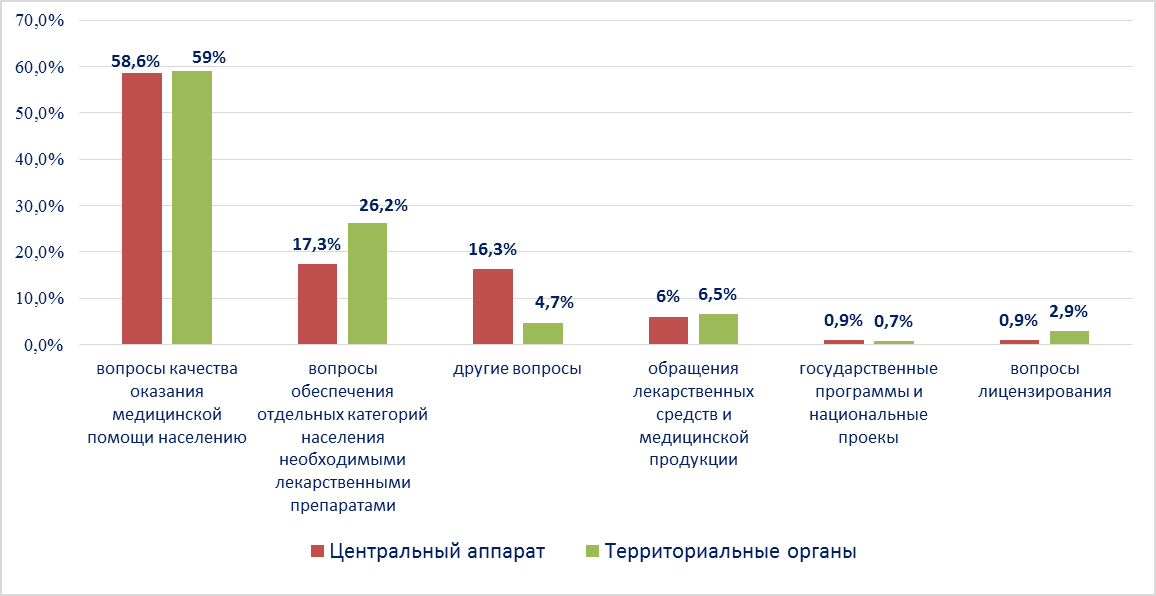 70,0%
60,0%
50,0%
40,0%
30,0%
20,0%
10,0%
0,0%
58,6%
59%
17,3%
26,2%
16,3%
4,7%
6%
6,5%
0,9%
0,7%
0,9%
2,9%
вопросы качества
оказания
медицинской
помощи населению
вопросы
обеспечения
отдельных категорий
населения
необходимыми
лекарственными
препаратами
другие вопросы
обращения
лекарственных
средств и
медицинской
продукции
государственные
программы и
национальные
проекы
вопросы
лицензирования
Центральный аппарат
Территориальные органы